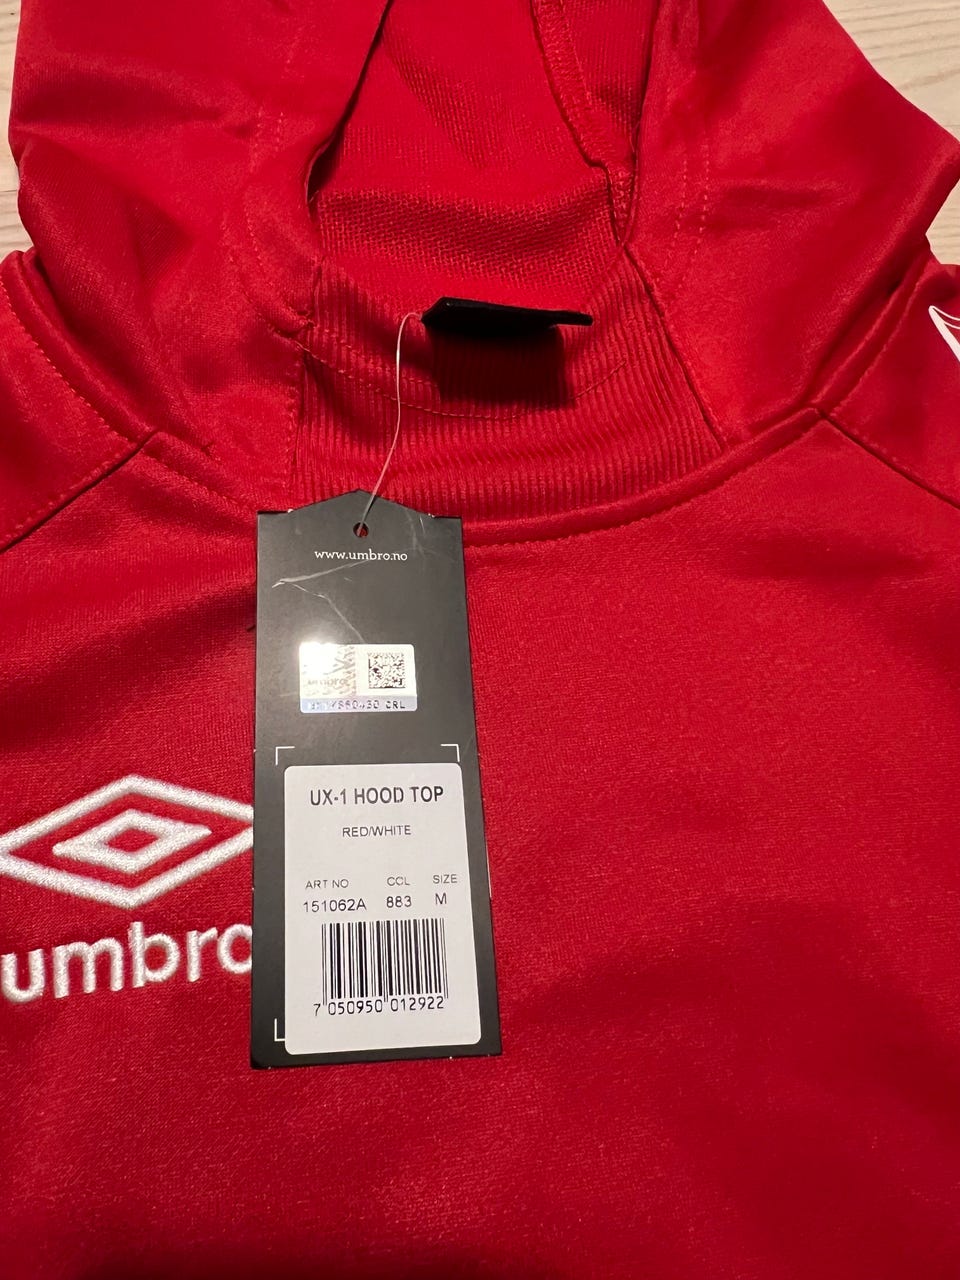 www.umbro.no
umbro
UX-1 HOOD TOP
RED/WHITE
ART NO CCL SIZE
151062A 883 M
7 050950 012922
umbro